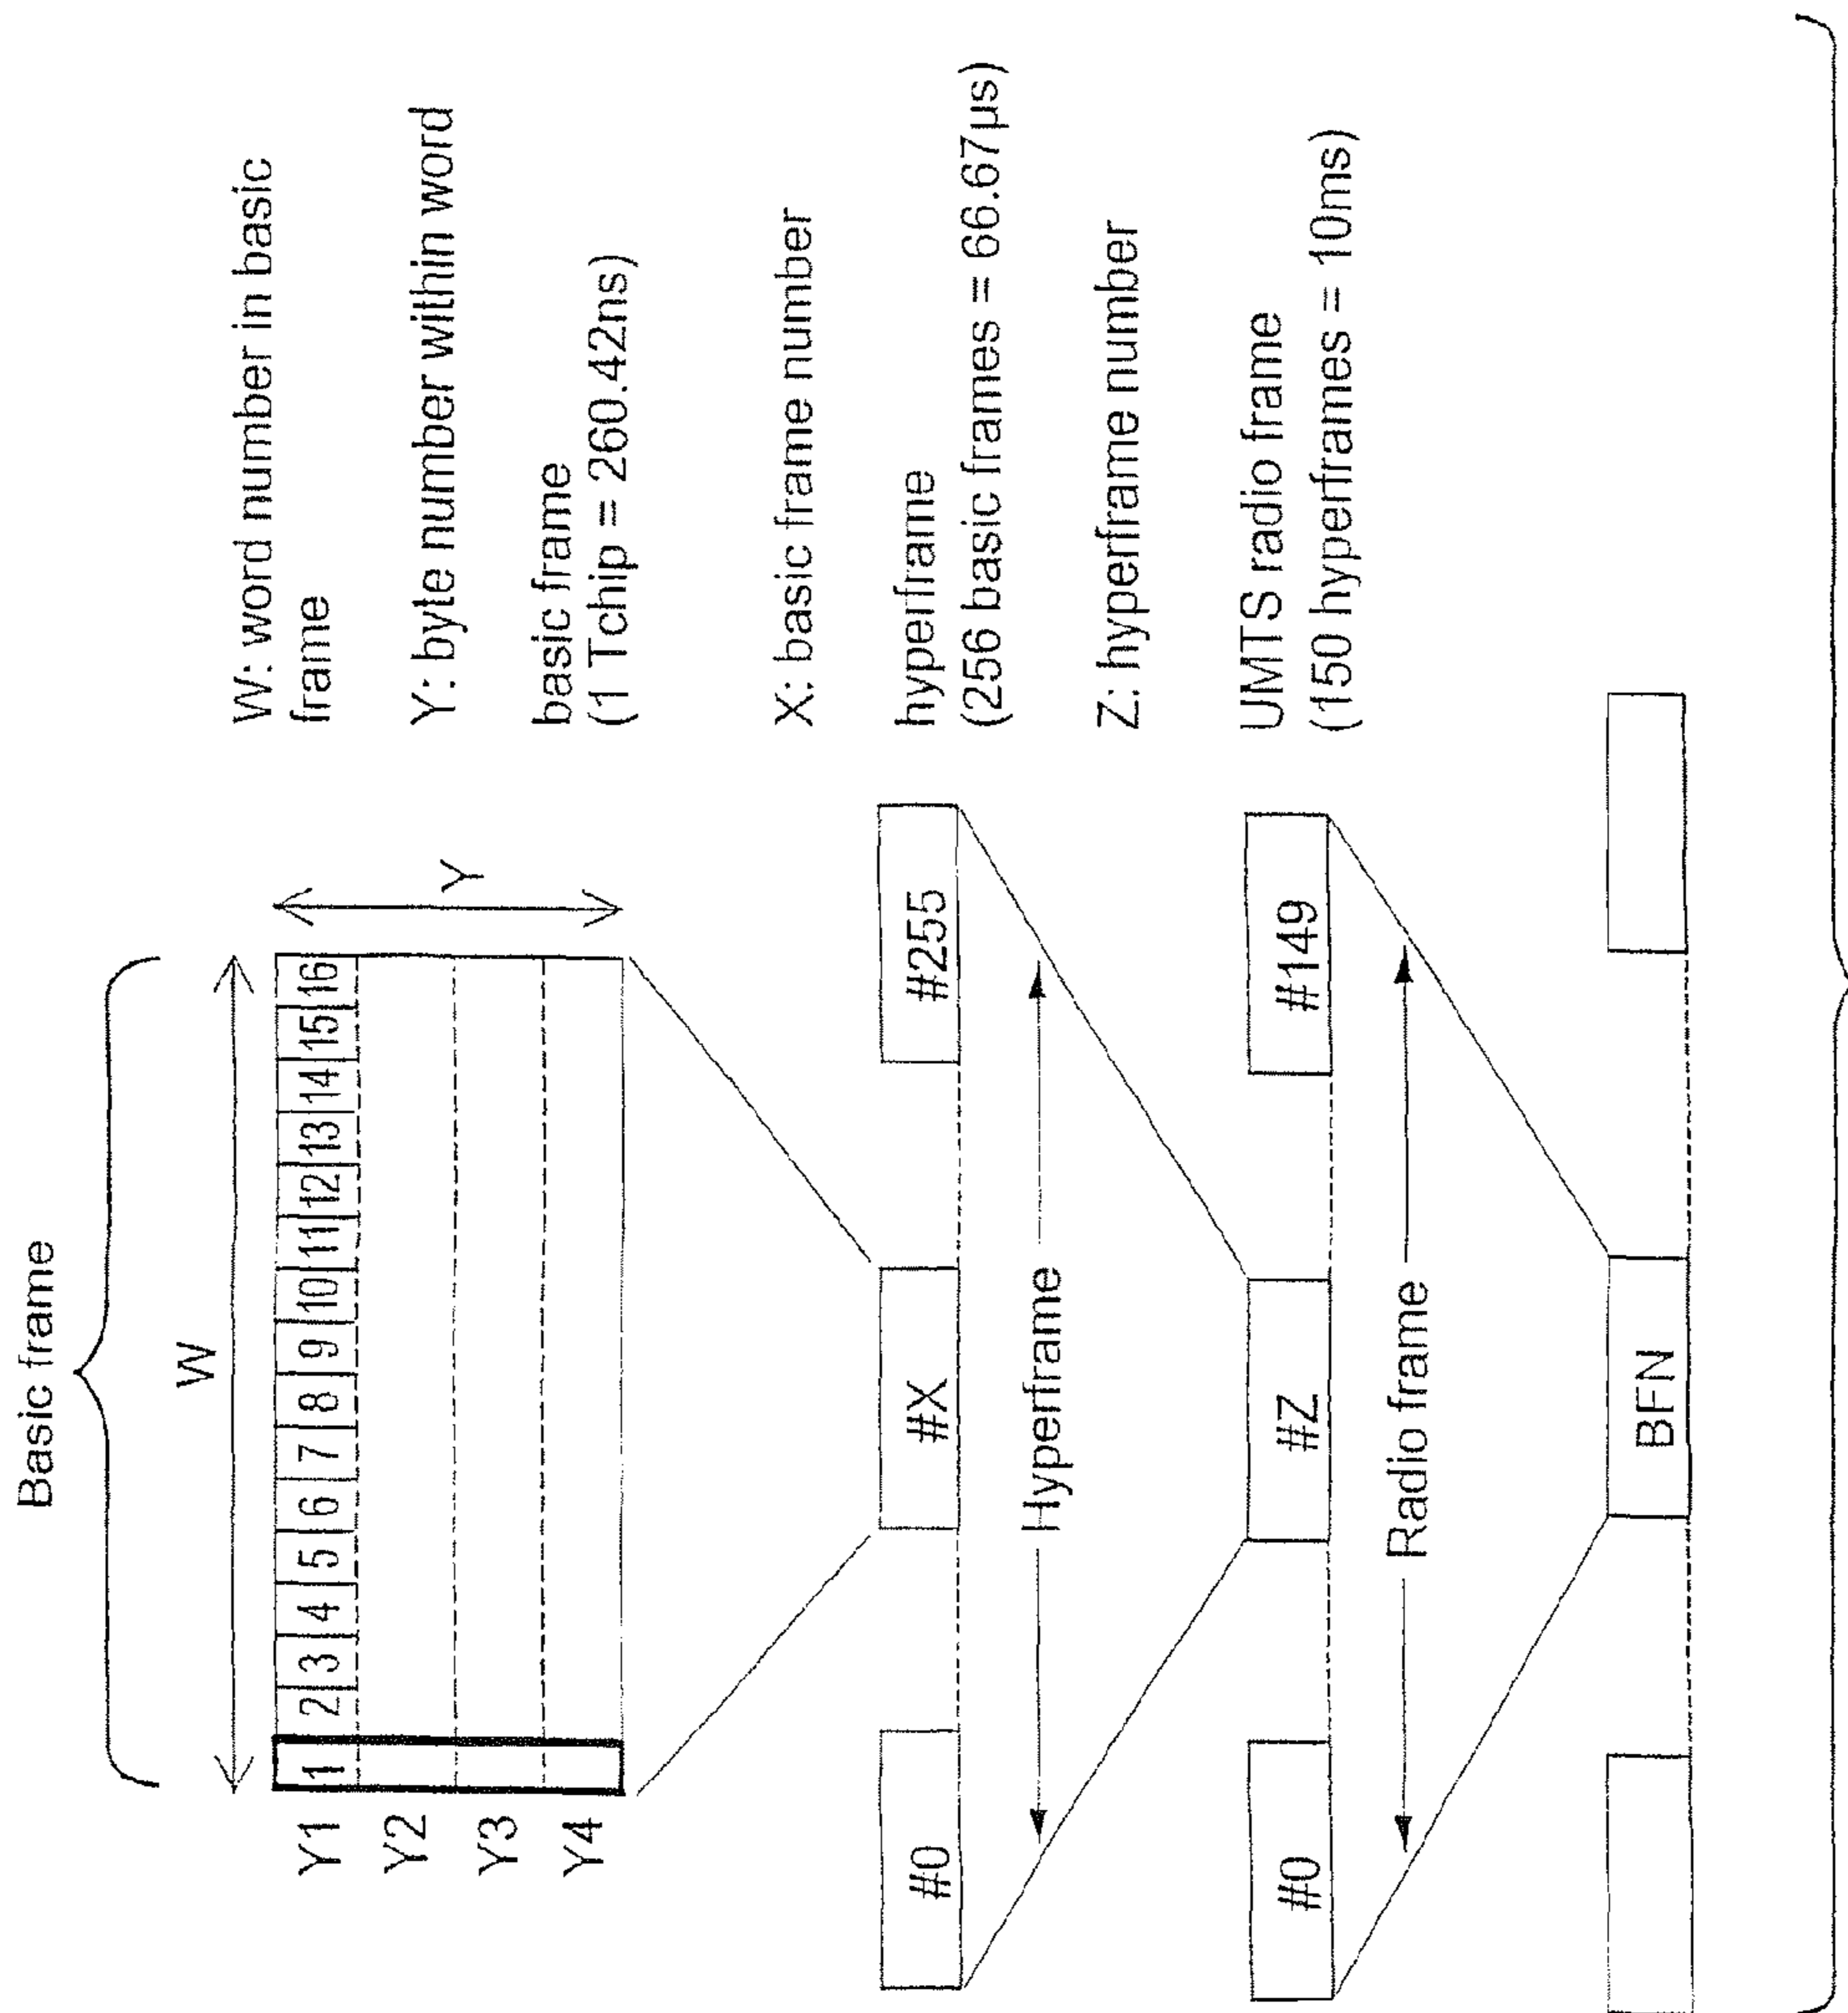 Basic frame
W
W: word number in basic
frame
Y1 1 2 3 4 5 6 7 8 9 10 11 12 13 14 15 16
Y2
Y3
Y4
Y
Y: byte number within word
basic frame
(1 Tchip = 260.42ns)
X: basic frame number
#0 #X #255
hyperframe
(256 basic frames = 66.67µs)
Hyperframe
Z: hyperframe number
#0 #Z #149
UMTS radio frame
(150 hyperframes = 10ms)
Radio frame
BFN